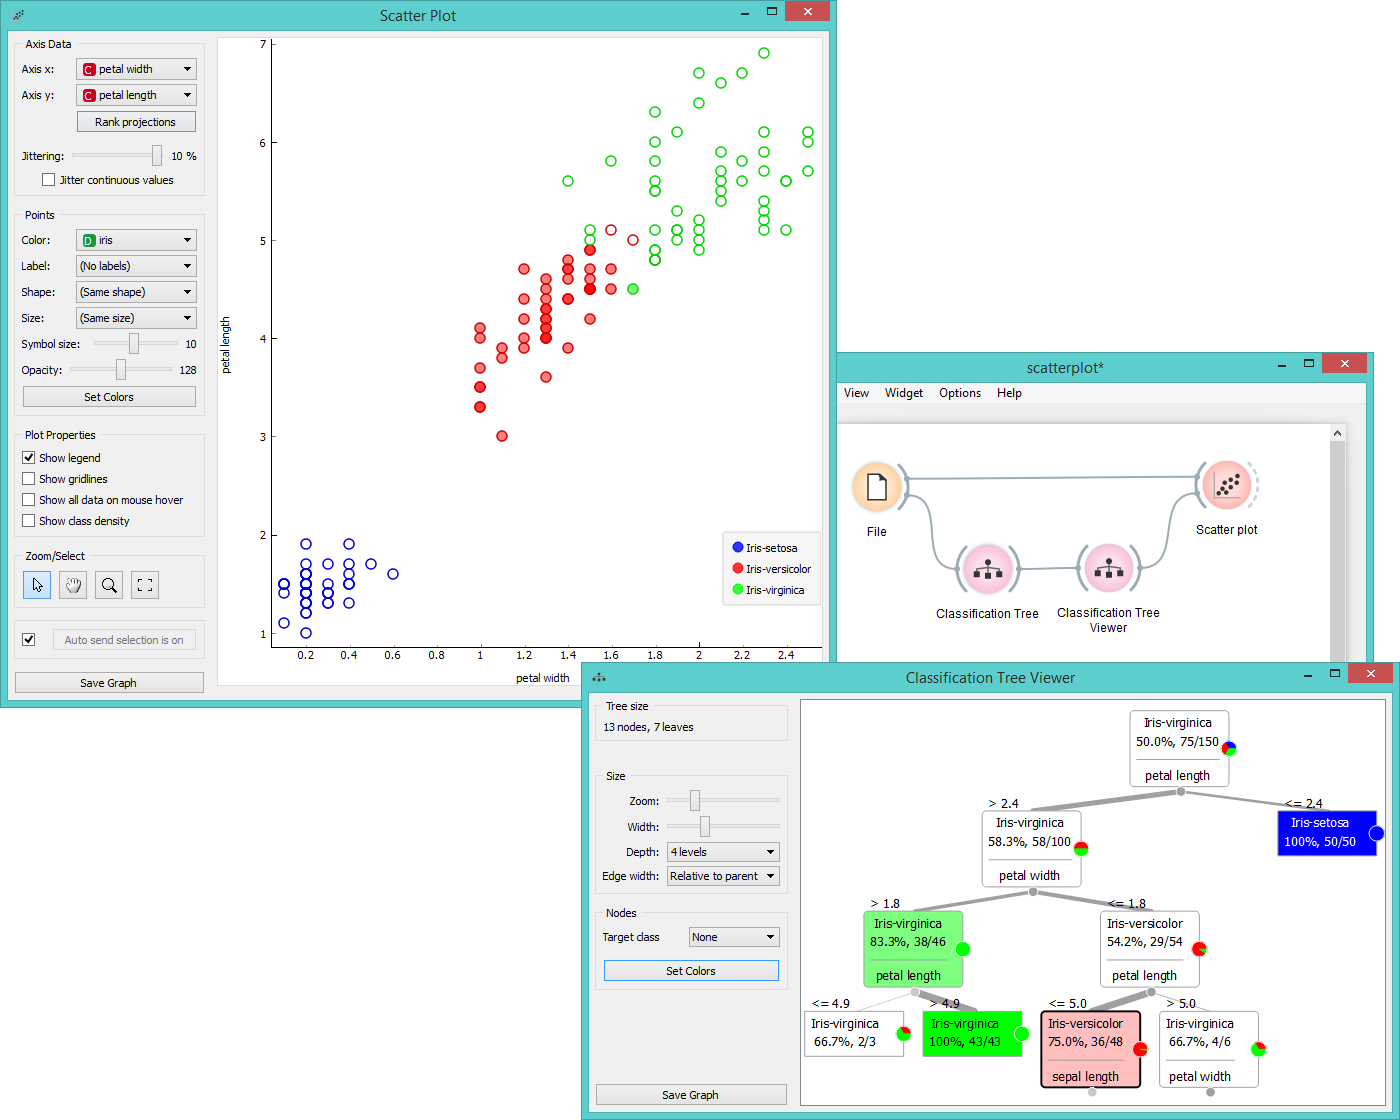 Scatter Plot
Axis Data
Axis x: C petal width
Axis y: C petal length
Rank projections
Jittering: 10 %
Jitter continuous values
Points
Color: D iris
Label: (No labels)
Shape: (Same shape)
Size: (Same size)
Symbol size: 10
Opacity: 128
Set Colors
Plot Properties
Show legend
Show gridlines
Show all data on mouse hover
Show class density
Zoom/Select
Auto send selection is on
Save Graph
7
6
5
4
3
2
1
petal length
0.2 0.4 0.6 0.8 1 1.2 1.4 1.6 1.8 2 2.2 2.4
petal width
Iris-setosa
Iris-versicolor
Iris-virginica
scatterplot*
View Widget Options Help
File
Scatter plot
Classification Tree
Classification Tree
Viewer
Classification Tree Viewer
Tree size
13 nodes, 7 leaves
Size
Zoom:
Width:
Depth: 4 levels
Edge width: Relative to parent
Nodes
Target class None
Set Colors
Save Graph
Iris-virginica
50.0%, 75/150
petal length
> 2.4 <= 2.4
Iris-virginica
58.3%, 58/100
petal width
Iris-setosa
100%, 50/50
> 1.8 <= 1.8
Iris-virginica
83.3%, 38/46
petal length
Iris-versicolor
54.2%, 29/54
petal length
<= 4.9 > 4.9 <= 5.0 > 5.0
Iris-virginica
66.7%, 2/3
Iris-virginica
100%, 43/43
Iris-versicolor
75.0%, 36/48
sepal length
Iris-virginica
66.7%, 4/6
petal width